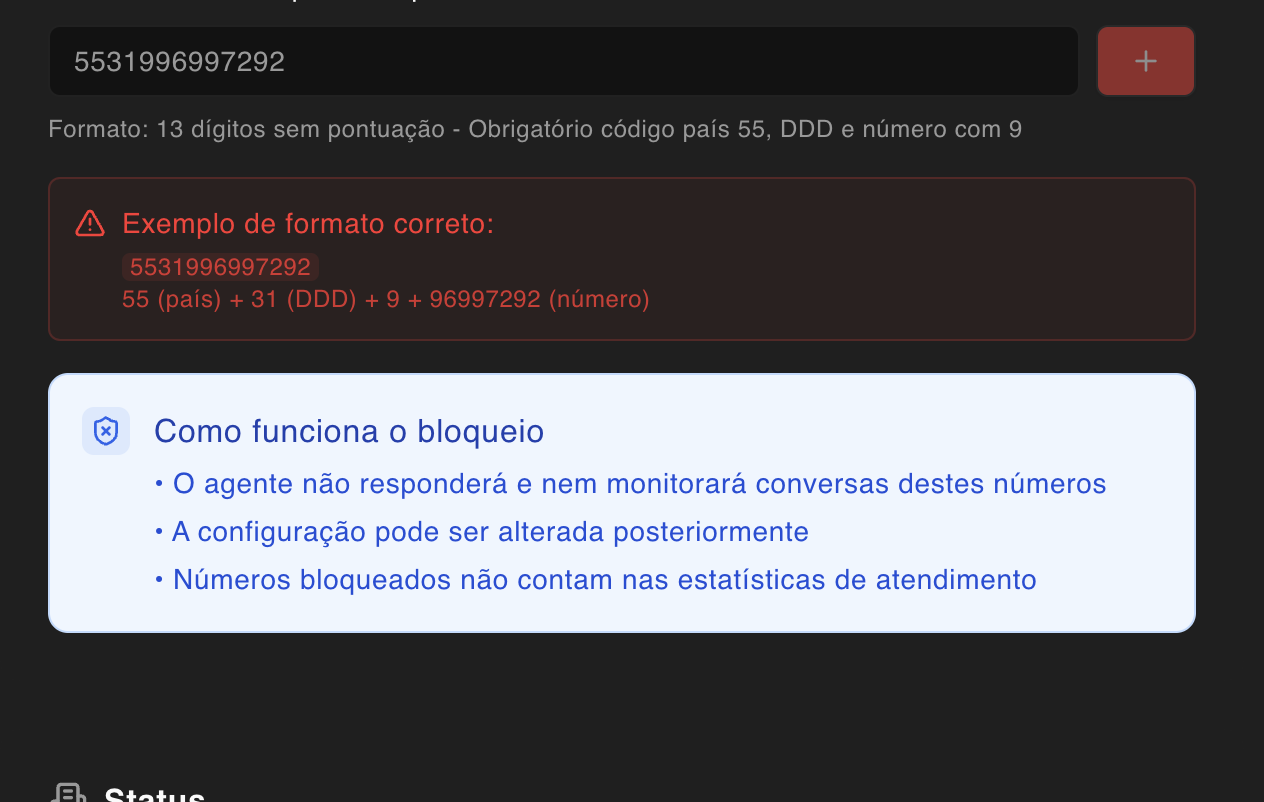 5531996997292
+
Formato: 13 dígitos sem pontuação - Obrigatório código país 55, DDD e número com 9
Exemplo de formato correto:
5531996997292
55 (país) + 31 (DDD) + 9 + 96997292 (número)
Como funciona o bloqueio
• O agente não responderá e nem monitorará conversas destes números
• A configuração pode ser alterada posteriormente
• Números bloqueados não contam nas estatísticas de atendimento
Status